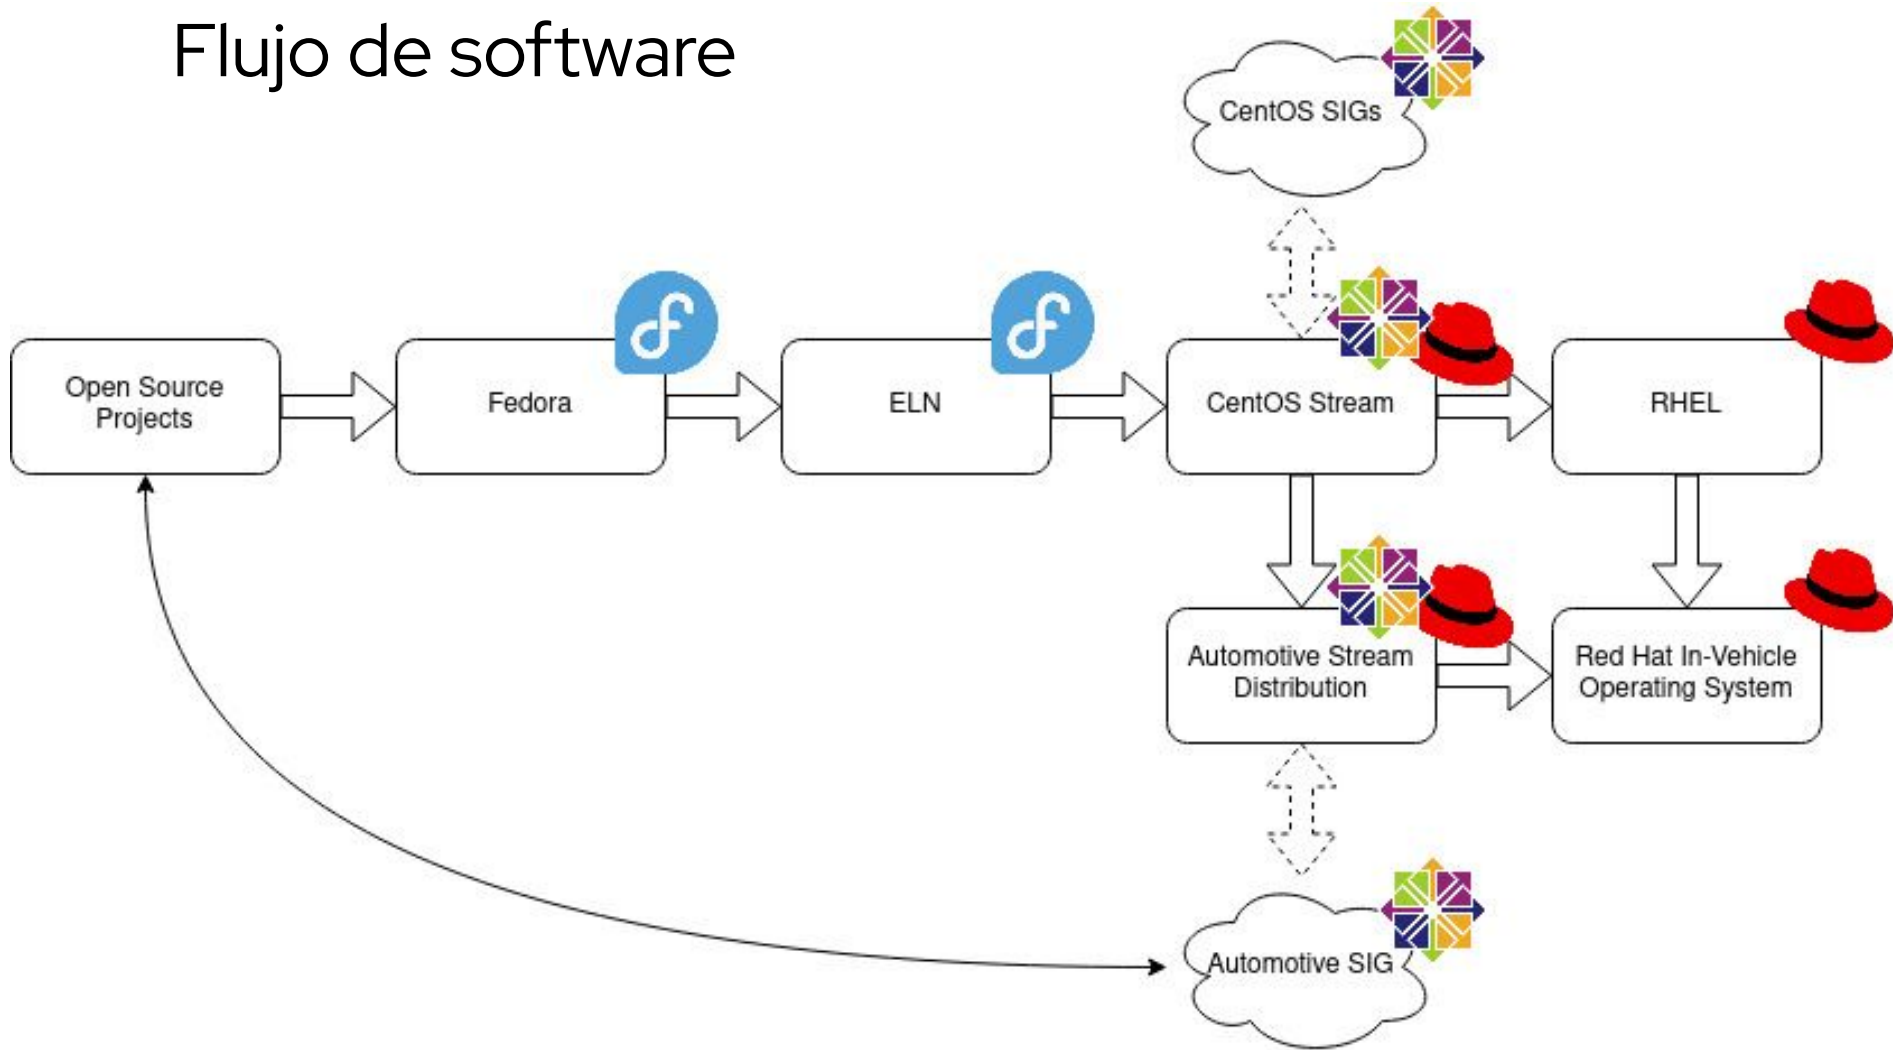 Flujo de software
CentOS SIGs
Open Source
Projects
Fedora
ELN
CentOS Stream
RHEL
Automotive Stream
Distribution
Red Hat In-Vehicle
Operating System
Automotive SIG